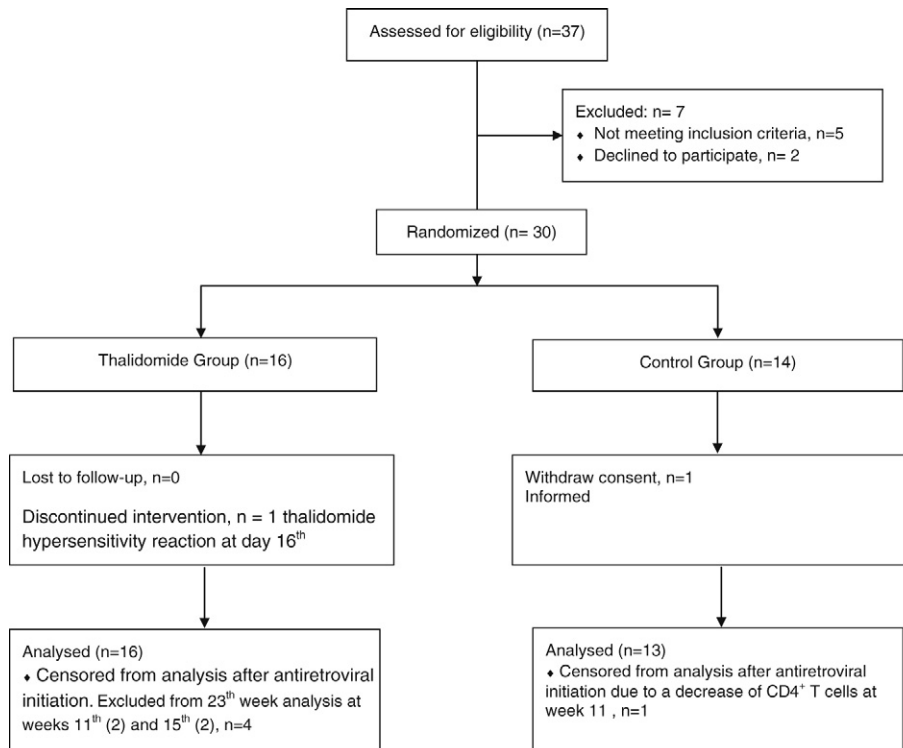 Assessed for eligibility (n=37)
Excluded: n= 7
♦ Not meeting inclusion criteria, n=5
♦ Declined to participate, n= 2
Randomized (n= 30)
Thalidomide Group (n=16)
Control Group (n=14)
Lost to follow-up, n=0
Discontinued intervention, n = 1 thalidomide
hypersensitivity reaction at day 16th
Withdraw consent, n=1
Informed
Analysed (n=16)
♦ Censored from analysis after antiretroviral
initiation. Excluded from 23th week analysis at
weeks 11th (2) and 15th (2), n=4
Analysed (n=13)
♦ Censored from analysis after antiretroviral
initiation due to a decrease of CD4+ T cells at
week 11 , n=1